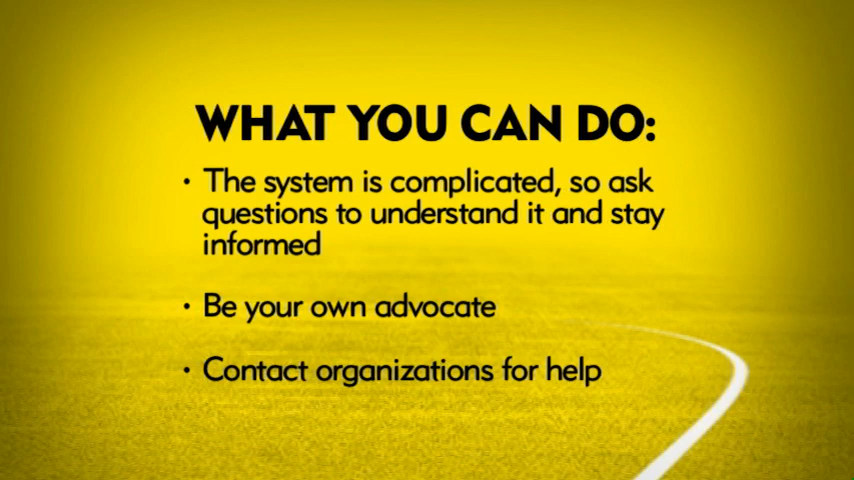 WHAT YOU CAN DO:
• The system is complicated, so ask
questions to understand it and stay
informed
• Be your own advocate
• Contact organizations for help